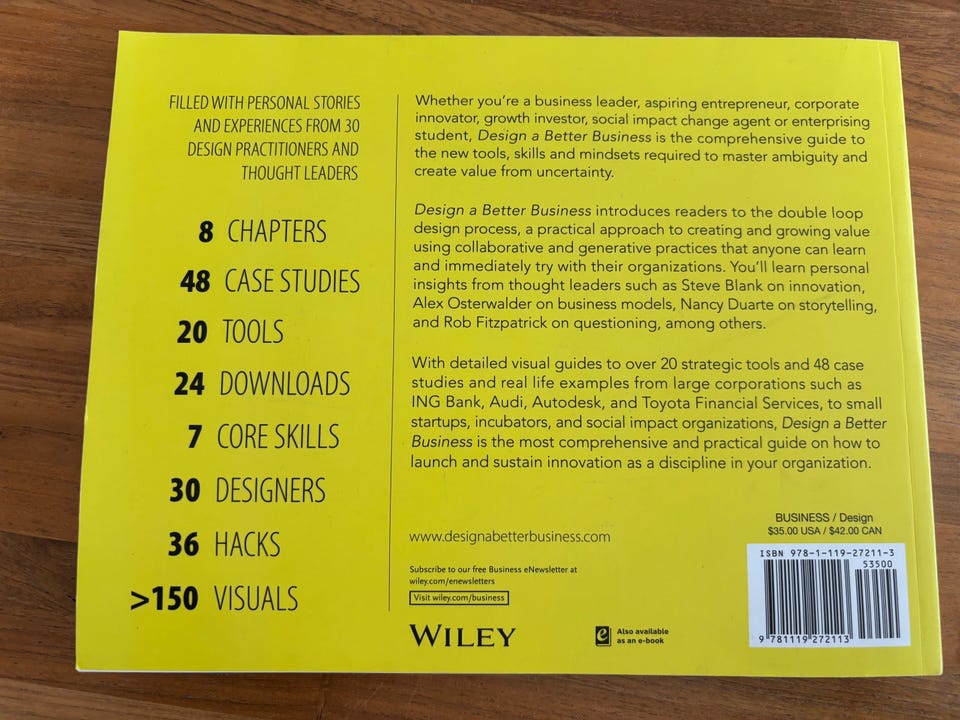 FILLED WITH PERSONAL STORIES
AND EXPERIENCES FROM 30
DESIGN PRACTITIONERS AND
THOUGHT LEADERS
8 CHAPTERS
48 CASE STUDIES
20 TOOLS
24 DOWNLOADS
7 CORE SKILLS
30 DESIGNERS
36 HACKS
>150 VISUALS
Whether you're a business leader, aspiring entrepreneur, corporate
innovator, growth investor, social impact change agent or enterprising
student, Design a Better Business is the comprehensive guide to
the new tools, skills and mindsets required to master ambiguity and
create value from uncertainty.
Design a Better Business introduces readers to the double loop
design process, a practical approach to creating and growing value
using collaborative and generative practices that anyone can learn
and immediately try with their organizations. You'll learn personal
insights from thought leaders such as Steve Blank on innovation,
Alex Osterwalder on business models, Nancy Duarte on storytelling,
and Rob Fitzpatrick on questioning, among others.
With detailed visual guides to over 20 strategic tools and 48 case
studies and real life examples from large corporations such as
ING Bank, Audi, Autodesk, and Toyota Financial Services, to small
startups, incubators, and social impact organizations, Design a Better
Business is the most comprehensive and practical guide on how to
launch and sustain innovation as a discipline in your organization.
www.designabetterbusiness.com
Subscribe to our free Business eNewsletter at
wiley.com/enewsletters
Visit wiley.com/business
WILEY
e Also available
as an e-book
BUSINESS / Design
$35.00 USA / $42.00 CAN
ISBN 978-1-119-27211-3
53500
9 781119 272113